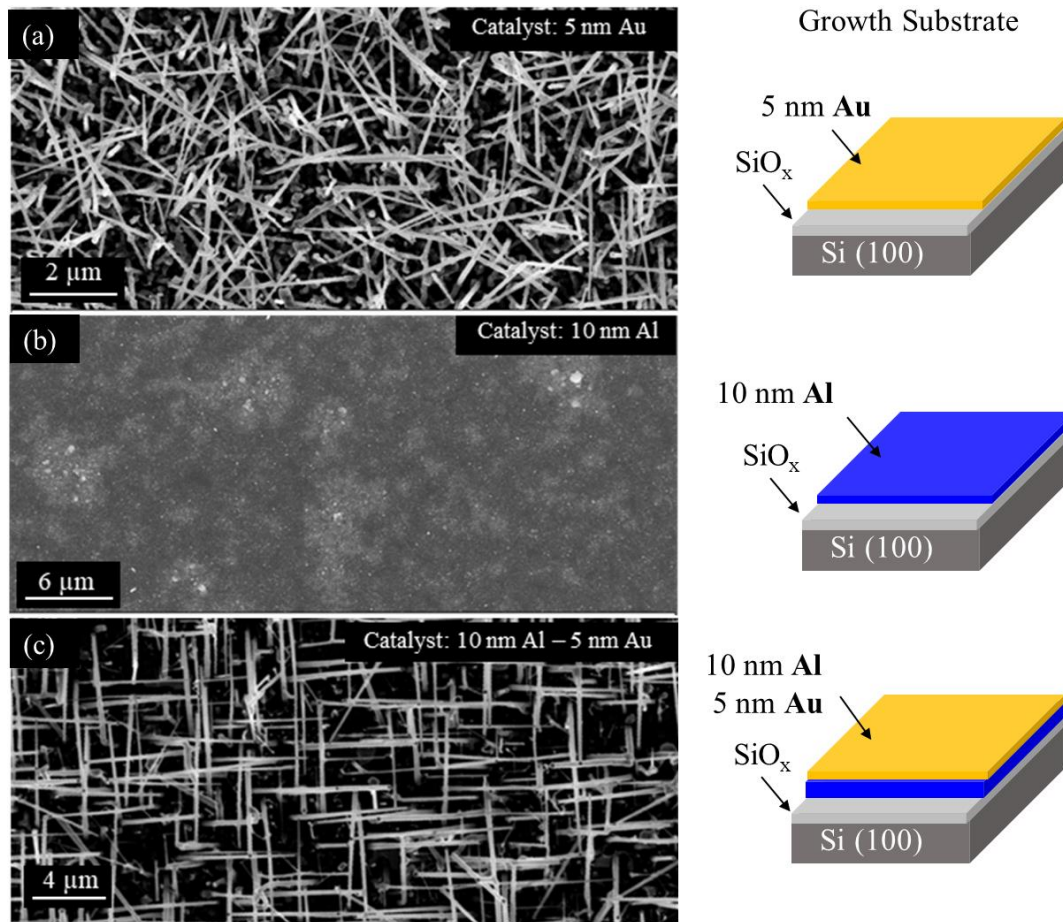 (a)
Catalyst: 5 nm Au
2 µm
Growth Substrate
5 nm Au
SiOₓ
Si (100)
(b)
Catalyst: 10 nm Al
6 µm
10 nm Al
SiOₓ
Si (100)
(c)
Catalyst: 10 nm Al – 5 nm Au
4 µm
10 nm Al
5 nm Au
SiOₓ
Si (100)